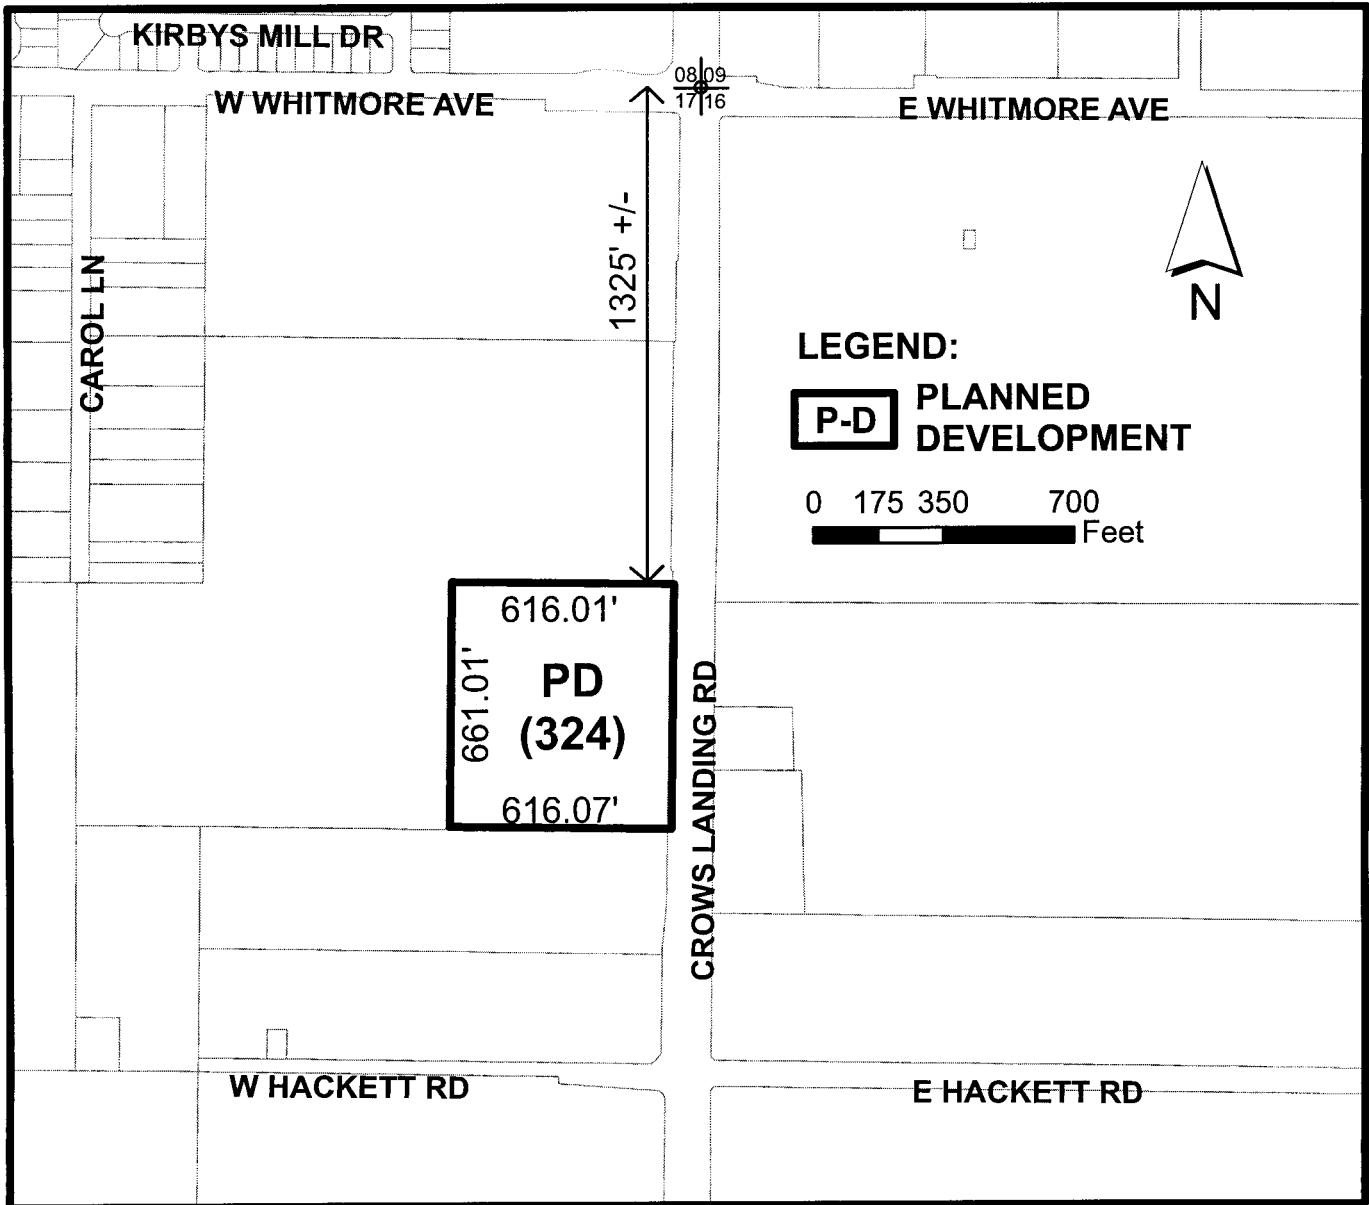 KIRBYS MILL DR
08 09
17 16
W WHITMORE AVE
E WHITMORE AVE
1325' +/-
CAROL LN
N
LEGEND:
P-D
PLANNED
DEVELOPMENT
0 175 350 700
Feet
616.01'
661.01'
PD
(324)
616.07'
CROWS LANDING RD
W HACKETT RD
E HACKETT RD